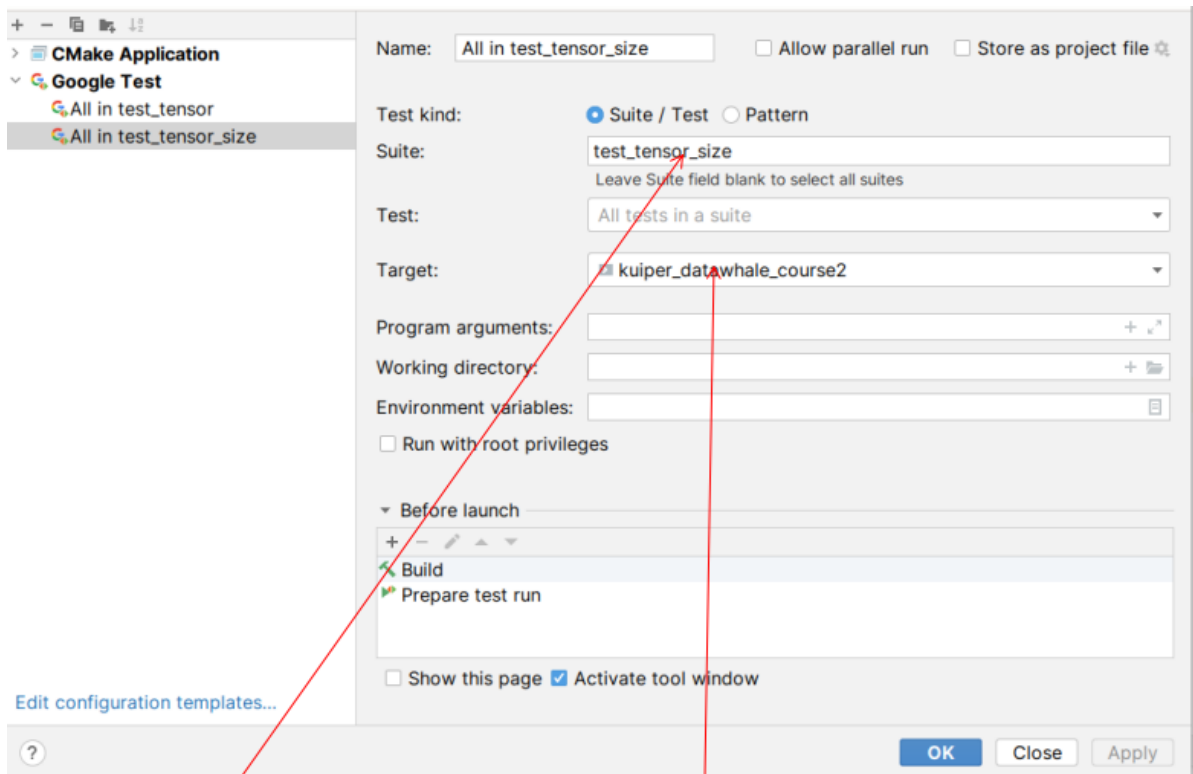 CMake Application
Google Test
All in test_tensor
All in test_tensor_size
Edit configuration templates...
Name: All in test_tensor_size Allow parallel run Store as project file
Test kind: Suite / Test Pattern
Suite: test_tensor_size
Leave Suite field blank to select all suites
Test: All tests in a suite
Target: kuiper_datawhale_course2
Program arguments:
Working directory:
Environment variables:
Run with root privileges
Before launch
Build
Prepare test run
Show this page Activate tool window
? OK Close Apply